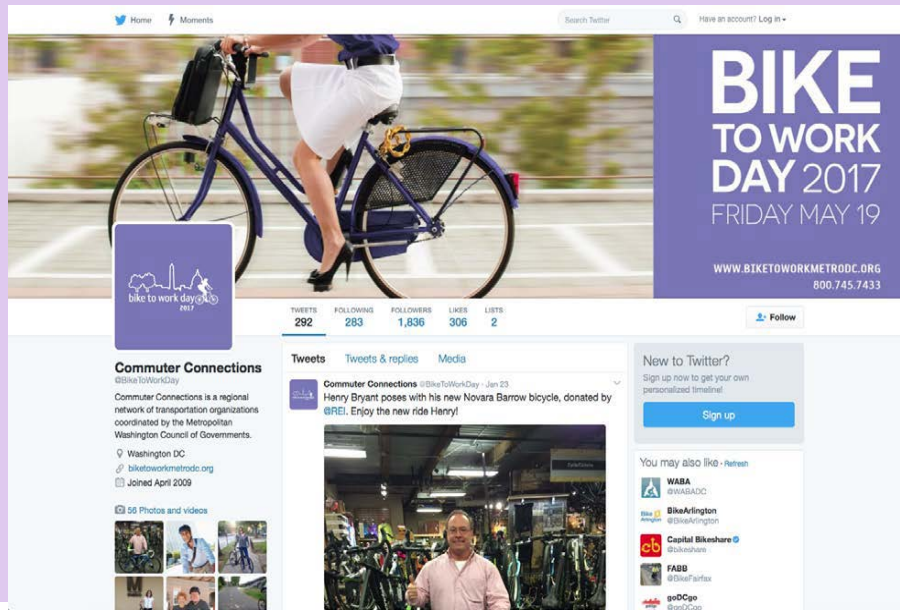 Home
Moments
Search Twitter
Have an account? Log in
BIKE
TO WORK
DAY 2017
FRIDAY MAY 19
WWW.BIKETOWORKMETRODC.ORG
800.745.7433
bike to work day
2017
TWEETS
292
FOLLOWING
283
FOLLOWERS
1,836
LIKES
306
LISTS
2
Follow
Commuter Connections
@BikeToWorkDay
Commuter Connections is a regional
network of transportation organizations
coordinated by the Metropolitan
Washington Council of Governments.
Washington DC
biketoworkmetrodc.org
Joined April 2009
56 Photos and videos
Tweets
Tweets & replies
Media
Commuter Connections @BikeToWorkDay · Jan 23
Henry Bryant poses with his new Novara Barrow bicycle, donated by
@REI. Enjoy the new ride Henry!
New to Twitter?
Sign up now to get your own
personalized timeline!
Sign up
You may also like · Refresh
WABA
@WABADC
BikeArlington
@BikeArlington
Capital Bikeshare
@bikeshare
FABB
@BikeFairfax
goDCgo
@goDCgo